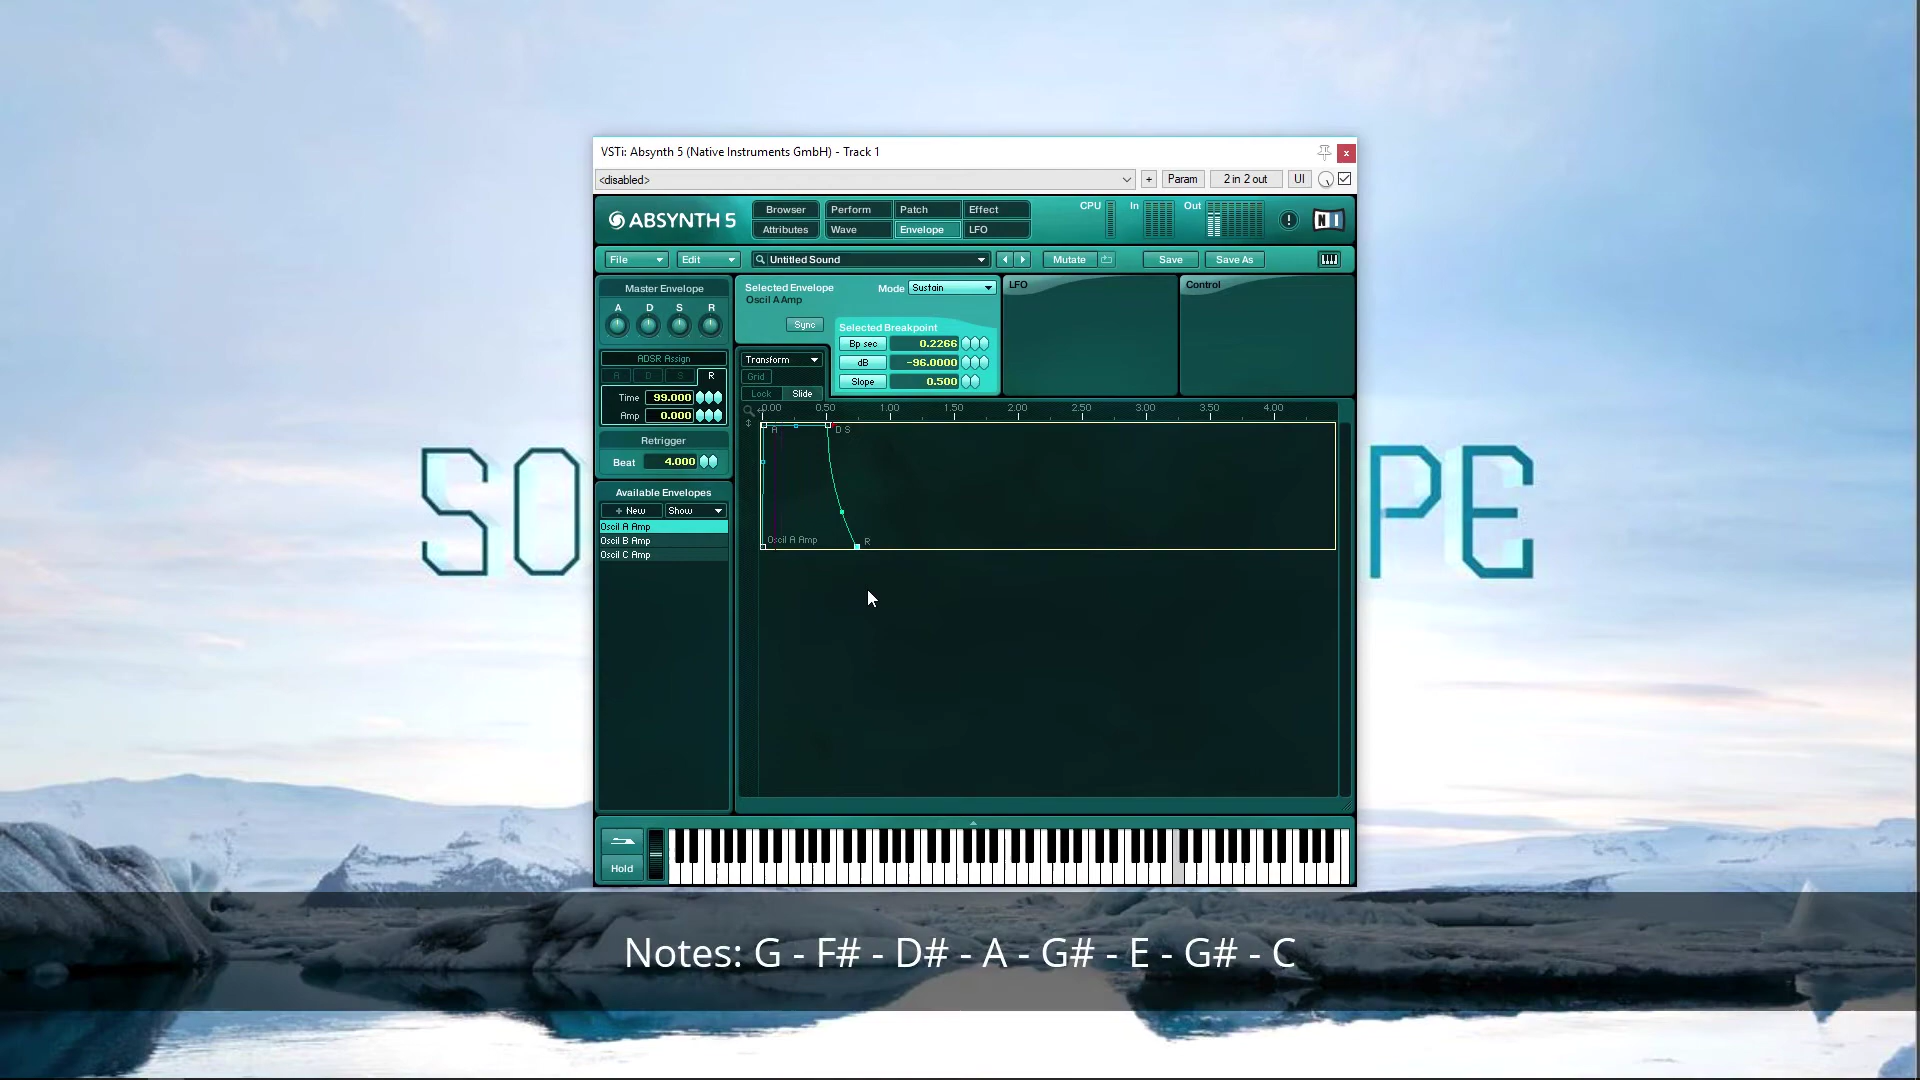 VSTi: Absynth 5 (Native Instruments GmbH) - Track 1
<disabled>
+
Param
2 in 2 out
UI
ABSYNTH 5
Browser
Perform
Patch
Effect
Attributes
Wave
Envelope
LFO
CPU
In
Out
NI
File
Edit
Untitled Sound
Mutate
Save
Save As
Master Envelope
A D S R
ADSR Assign
A D S R
Time 99.000
Amp 0.000
Retrigger
Beat 4.000
Available Envelopes
+ New
Show
Oscil A Amp
Oscil B Amp
Oscil C Amp
Selected Envelope
Oscil A Amp
Mode Sustain
Sync
Selected Breakpoint
Bp sec 0.2266
dB -96.0000
Slope 0.500
Transform
Grid
Lock
Slide
LFO
Control
0.00 0.50 1.00 1.50 2.00 2.50 3.00 3.50 4.00
A D S
Oscil A Amp R
SO PE
Hold
Notes: G - F# - D# - A - G# - E - G# - C